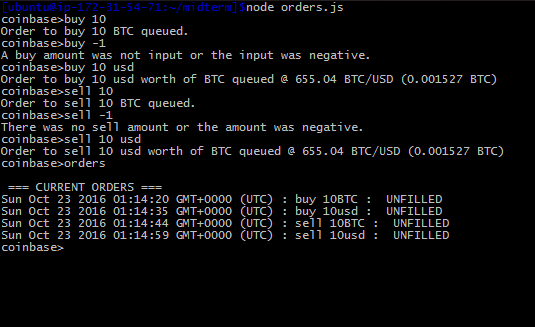 [ubuntu@ip-172-31-54-71:~/midterm]$node orders.js
coinbase>buy 10
Order to buy 10 BTC queued.
coinbase>buy -1
A buy amount was not input or the input was negative.
coinbase>buy 10 usd
Order to buy 10 usd worth of BTC queued @ 655.04 BTC/USD (0.001527 BTC)
coinbase>sell 10
Order to sell 10 BTC queued.
coinbase>sell -1
There was no sell amount or the amount was negative.
coinbase>sell 10 usd
Order to sell 10 usd worth of BTC queued @ 655.04 BTC/USD (0.001527 BTC)
coinbase>orders
=== CURRENT ORDERS ===
Sun Oct 23 2016 01:14:20 GMT+0000 (UTC) : buy 10BTC :  UNFILLED
Sun Oct 23 2016 01:14:35 GMT+0000 (UTC) : buy 10usd :  UNFILLED
Sun Oct 23 2016 01:14:44 GMT+0000 (UTC) : sell 10BTC :  UNFILLED
Sun Oct 23 2016 01:14:59 GMT+0000 (UTC) : sell 10usd :  UNFILLED
coinbase>